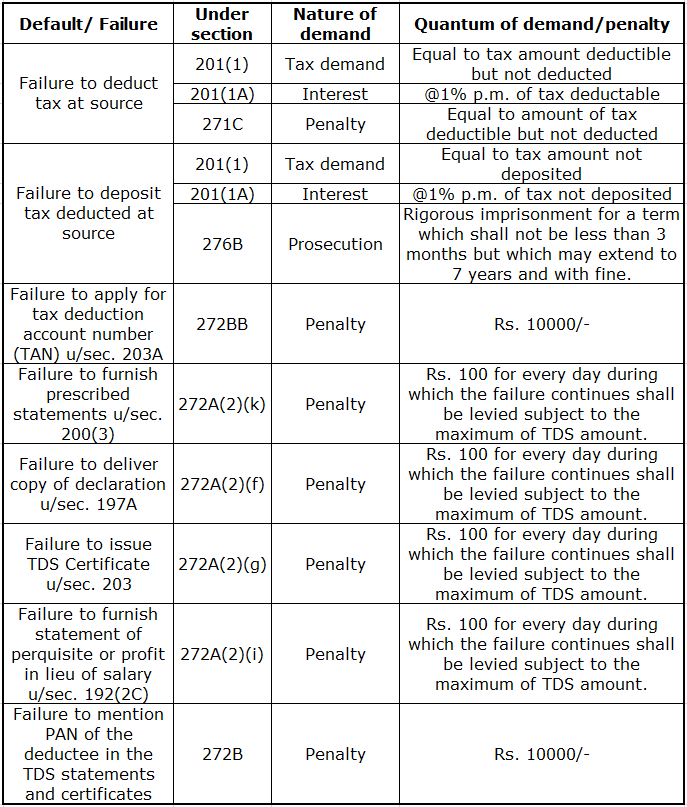 Default/ Failure
Under
section
Nature of
demand
Quantum of demand/penalty
Failure to deduct
tax at source
201(1)
Tax demand
Equal to tax amount deductible
but not deducted
201(1A)
Interest
@1% p.m. of tax deductable
271C
Penalty
Equal to amount of tax
deductible but not deducted
Failure to deposit
tax deducted at
source
201(1)
Tax demand
Equal to tax amount not
deposited
201(1A)
Interest
@1% p.m. of tax not deposited
276B
Prosecution
Rigorous imprisonment for a term
which shall not be less than 3
months but which may extend to
7 years and with fine.
Failure to apply for
tax deduction
account number
(TAN) u/sec. 203A
272BB
Penalty
Rs. 10000/-
Failure to furnish
prescribed
statements u/sec.
200(3)
272A(2)(k)
Penalty
Rs. 100 for every day during
which the failure continues shall
be levied subject to the
maximum of TDS amount.
Failure to deliver
copy of declaration
u/sec. 197A
272A(2)(f)
Penalty
Rs. 100 for every day during
which the failure continues shall
be levied subject to the
maximum of TDS amount.
Failure to issue
TDS Certificate
u/sec. 203
272A(2)(g)
Penalty
Rs. 100 for every day during
which the failure continues shall
be levied subject to the
maximum of TDS amount.
Failure to furnish
statement of
perquisite or profit
in lieu of salary
u/sec. 192(2C)
272A(2)(i)
Penalty
Rs. 100 for every day during
which the failure continues shall
be levied subject to the
maximum of TDS amount.
Failure to mention
PAN of the
deductee in the
TDS statements
and certificates
272B
Penalty
Rs. 10000/-